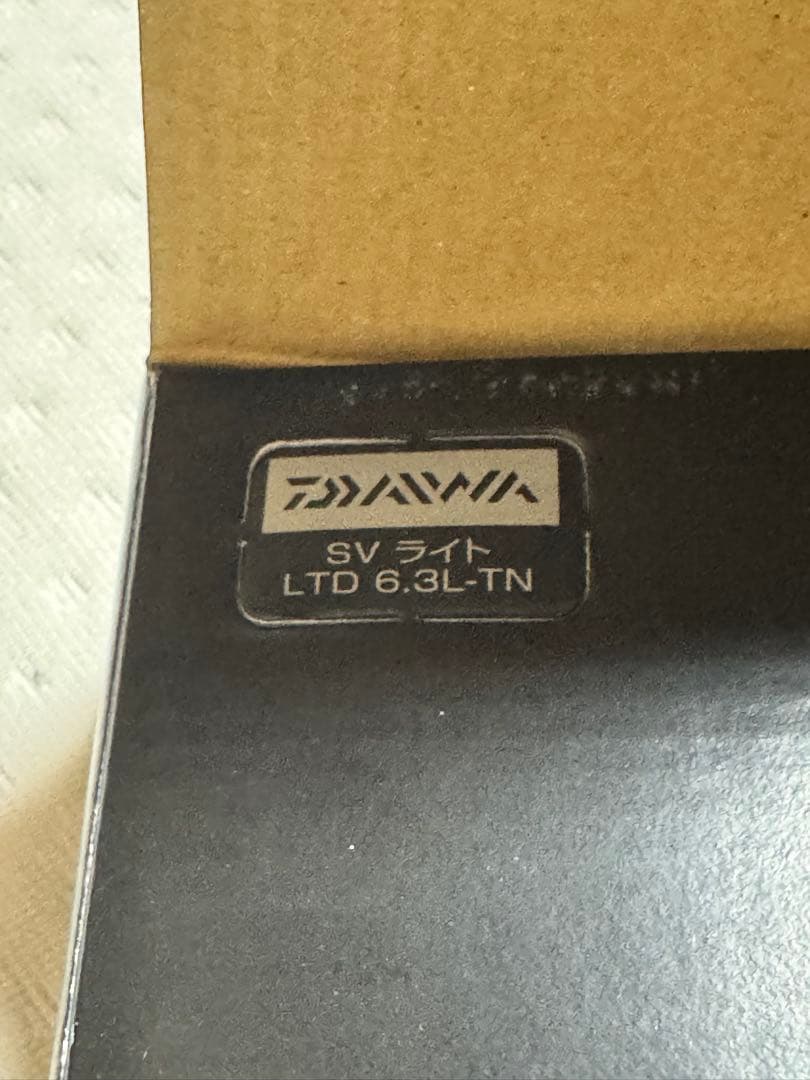 DAIWA
SV ライト
LTD 6.3L-TN